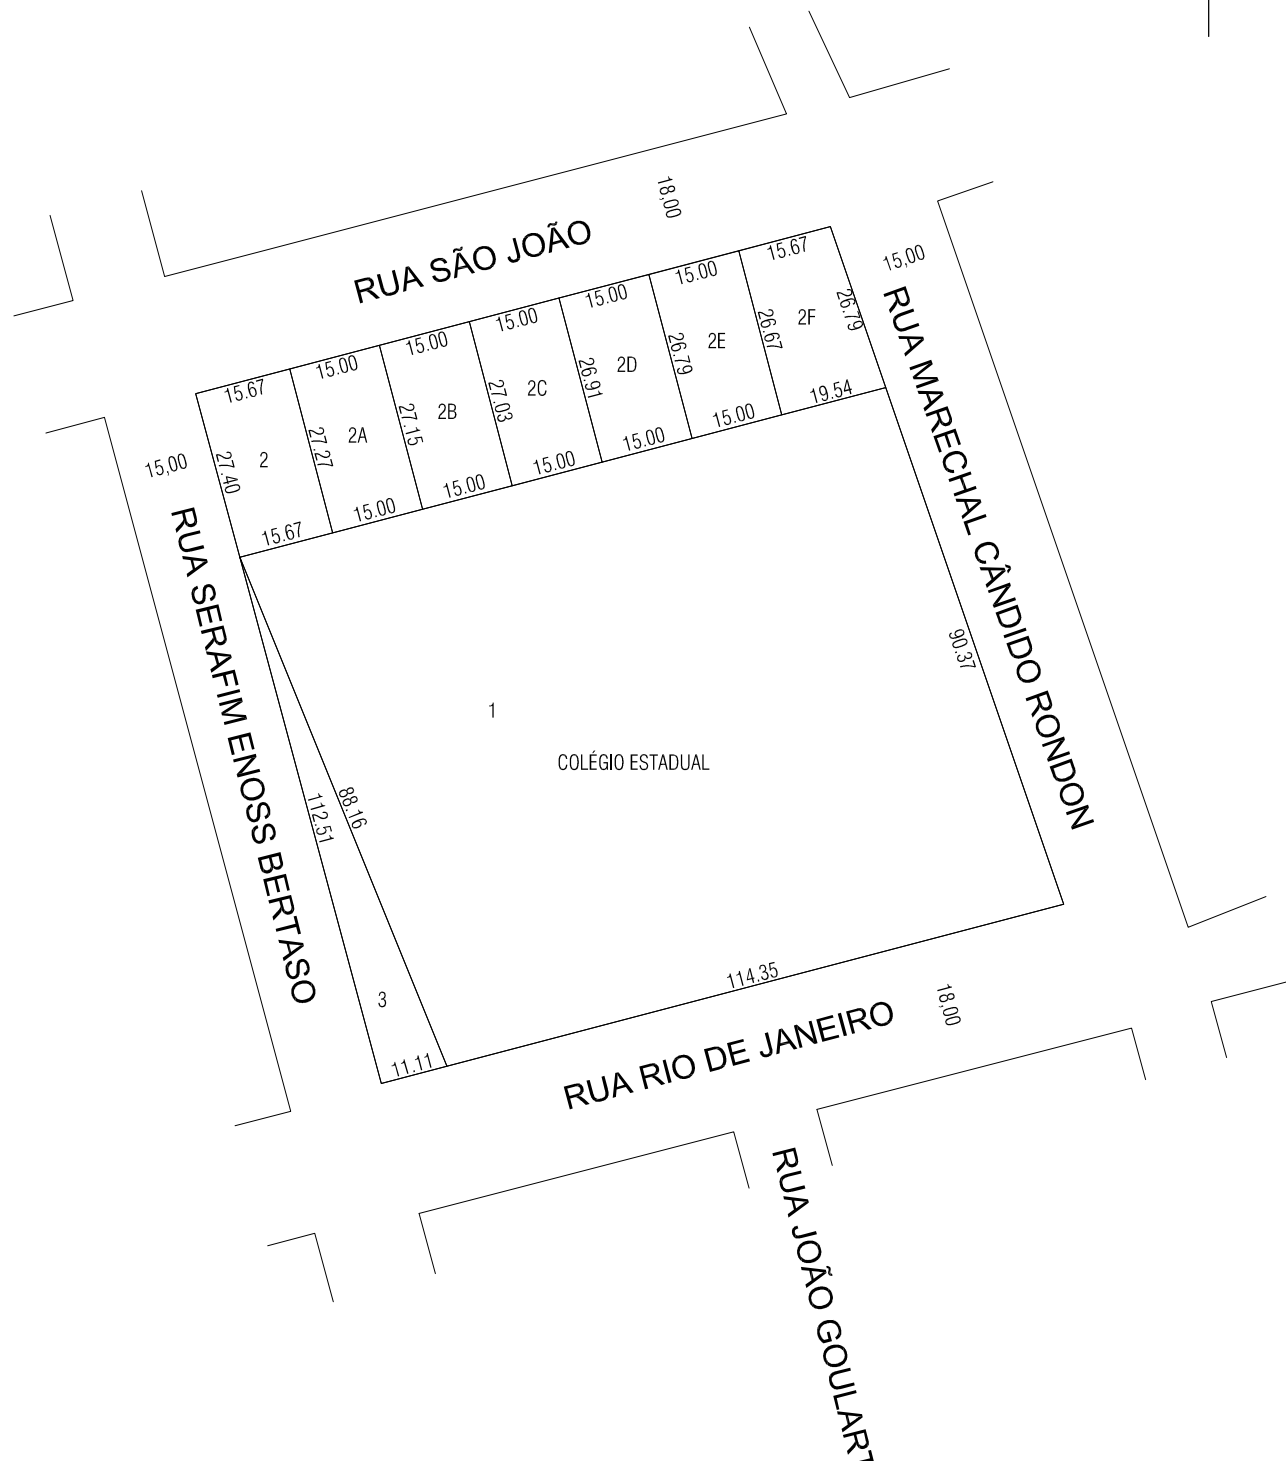 18,00
RUA SÃO JOÃO
15,00
15.67
15.00
15.00
15.00
15.00
15.00
15.67
26.79
2F
26.67
2E
26.79
2D
26.91
2C
27.03
2B
27.15
2A
27.27
2
27.40
15,00
19.54
15.00
15.00
15.00
15.00
15.00
15.67
RUA MARECHAL CÂNDIDO RONDON
RUA SERAFIM ENOSS BERTASO
90.37
1
COLÉGIO ESTADUAL
88.16
112.51
3
114.35
11.11
18,00
RUA RIO DE JANEIRO
RUA JOÃO GOULART